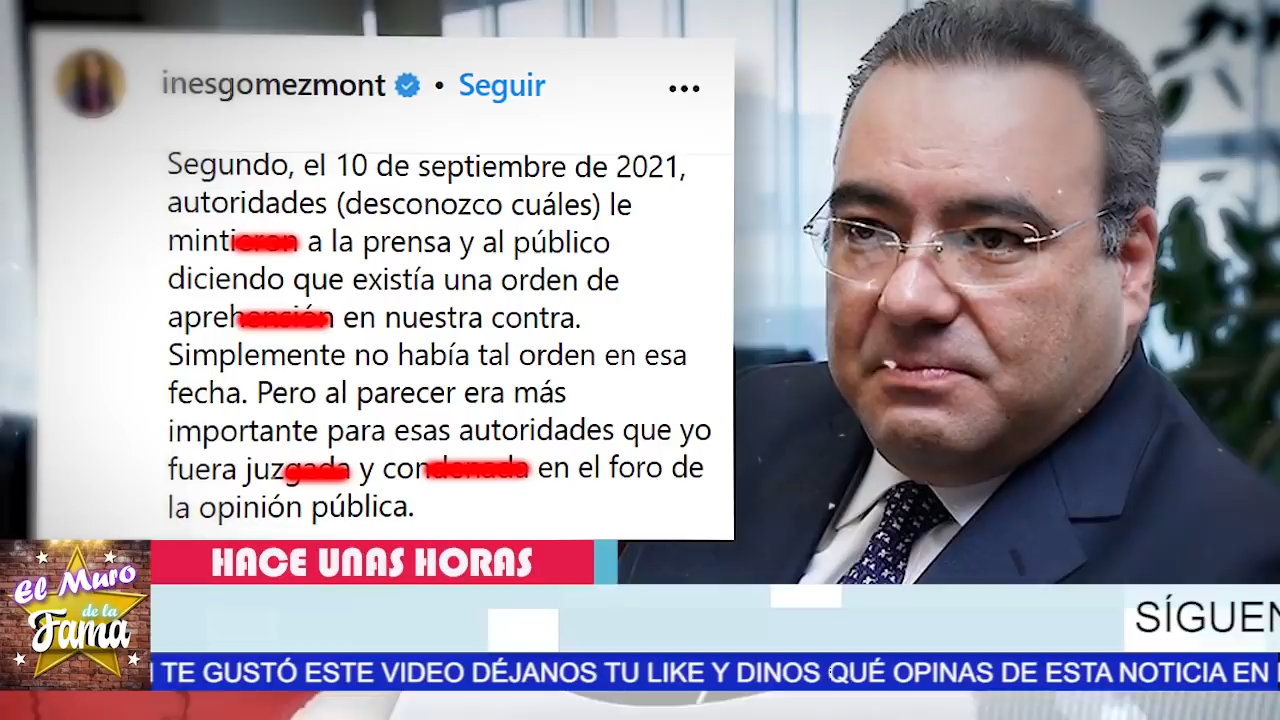 inesgomezmont • Seguir ...
Segundo, el 10 de septiembre de 2021,
autoridades (desconozco cuáles) le
mintieron a la prensa y al público
diciendo que existía una orden de
aprehensión en nuestra contra.
Simplemente no había tal orden en esa
fecha. Pero al parecer era más
importante para esas autoridades que yo
fuera juzgada y condenada en el foro de
la opinión pública.
HACE UNAS HORAS
El Muro
de la
Fama
SÍGUEN
TE GUSTÓ ESTE VIDEO DÉJANOS TU LIKE Y DINOS QUÉ OPINAS DE ESTA NOTICIA EN